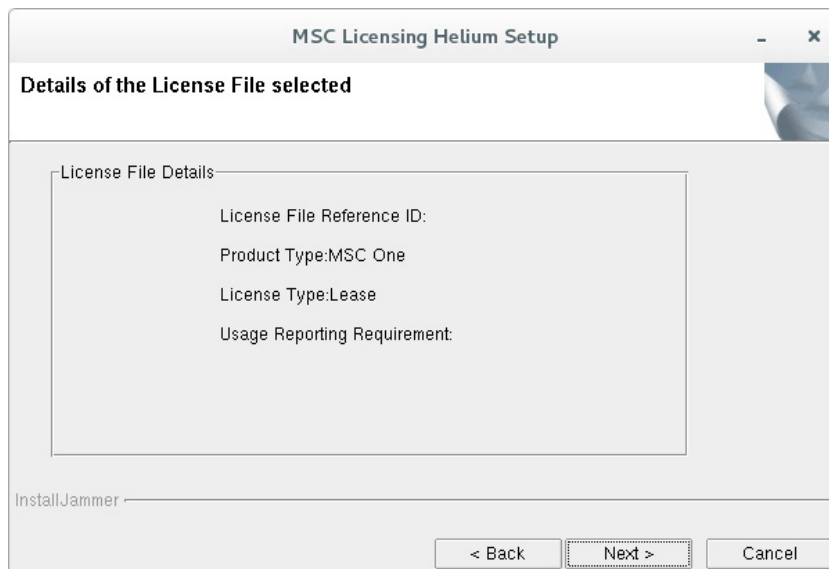 MSC Licensing Helium Setup
Details of the License File selected
License File Details
License File Reference ID:
Product Type:MSC One
License Type:Lease
Usage Reporting Requirement:
InstallJammer
< Back
Next >
Cancel